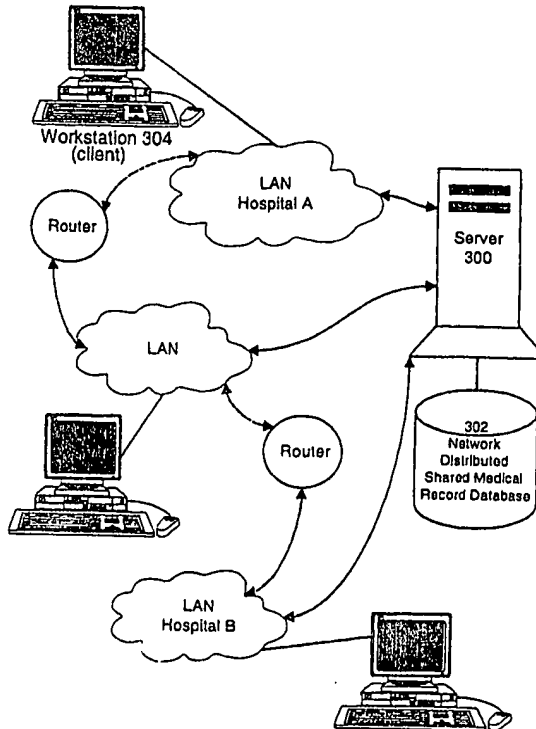 Workstation 304
(client)
LAN
Hospital A
Router
Server
300
LAN
Router
302
Network
Distributed
Shared Medical
Record Database
LAN
Hospital B